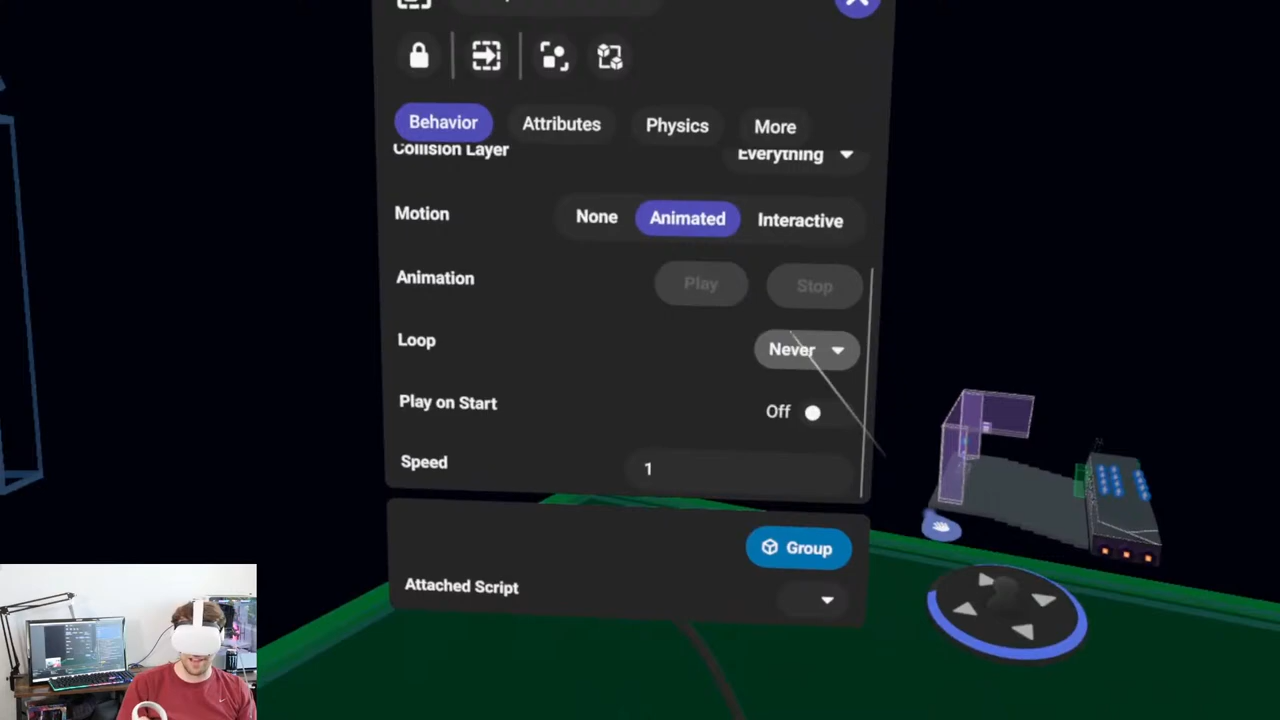 Behavior Attributes Physics More
Collision Layer Everything
Motion None Animated Interactive
Animation Play Stop
Loop Never
Play on Start Off
Speed 1
Group
Attached Script